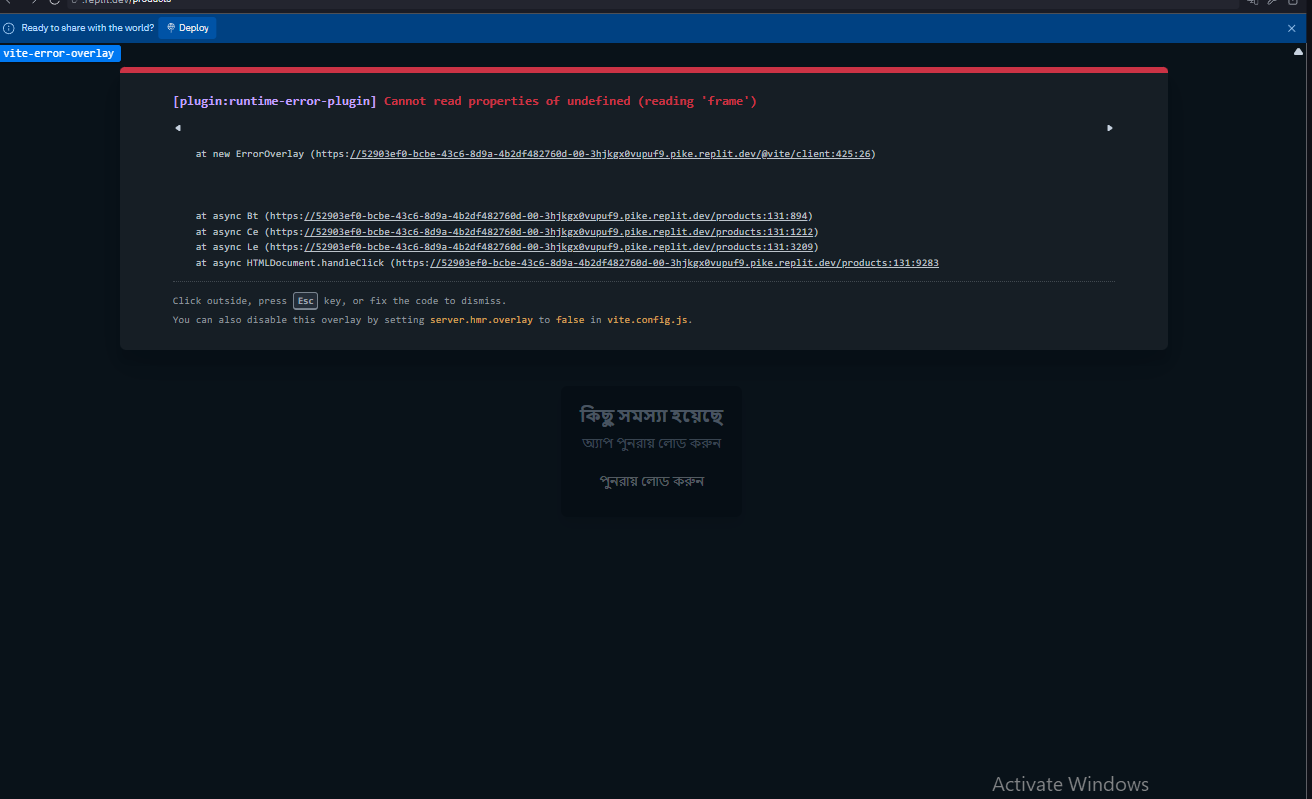 .replit.dev/products
Ready to share with the world? Deploy
vite-error-overlay
[plugin:runtime-error-plugin] Cannot read properties of undefined (reading 'frame')
at new ErrorOverlay (https://52903ef0-bcbe-43c6-8d9a-4b2df482760d-00-3hjkgx0vupuf9.pike.replit.dev/@vite/client:425:26)
at async Bt (https://52903ef0-bcbe-43c6-8d9a-4b2df482760d-00-3hjkgx0vupuf9.pike.replit.dev/products:131:894)
at async Ce (https://52903ef0-bcbe-43c6-8d9a-4b2df482760d-00-3hjkgx0vupuf9.pike.replit.dev/products:131:1212)
at async Le (https://52903ef0-bcbe-43c6-8d9a-4b2df482760d-00-3hjkgx0vupuf9.pike.replit.dev/products:131:3209)
at async HTMLDocument.handleClick (https://52903ef0-bcbe-43c6-8d9a-4b2df482760d-00-3hjkgx0vupuf9.pike.replit.dev/products:131:9283
Click outside, press Esc key, or fix the code to dismiss.
You can also disable this overlay by setting server.hmr.overlay to false in vite.config.js.
কিছু সমস্যা হয়েছে
অ্যাপ পুনরায় লোড করুন
পুনরায় লোড করুন
Activate Windows